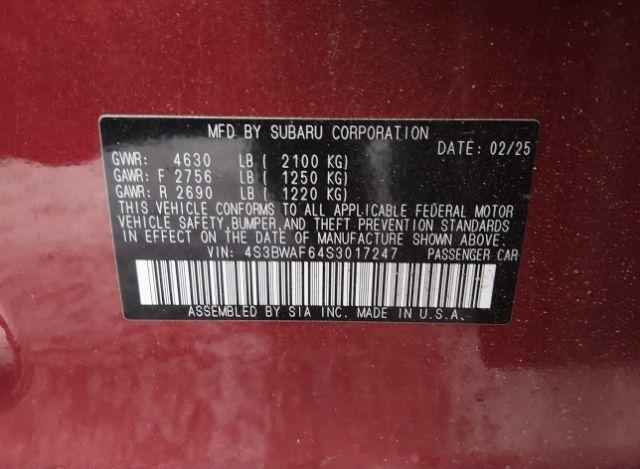 MFD BY SUBARU CORPORATION
DATE: 02/25
GVWR: 4630 LB ( 2100 KG)
GAWR: F 2756 LB ( 1250 KG)
GAWR: R 2690 LB ( 1220 KG)
THIS VEHICLE CONFORMS TO ALL APPLICABLE FEDERAL MOTOR
VEHICLE SAFETY, BUMPER, AND THEFT PREVENTION STANDARDS
IN EFFECT ON THE DATE OF MANUFACTURE SHOWN ABOVE.
VIN: 4S3BWAF64S3017247 PASSENGER CAR
ASSEMBLED BY SIA INC. MADE IN U.S.A.